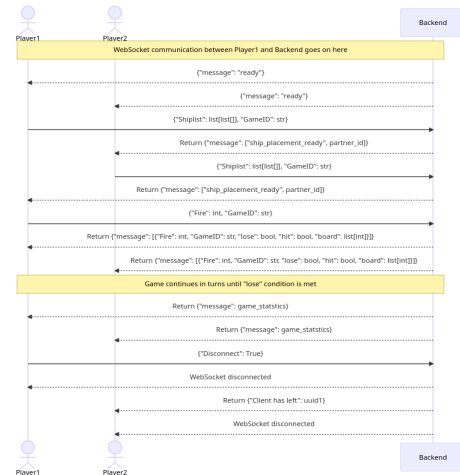 Player1
Player2
Backend
WebSocket communication between Player1 and Backend goes on here
{"message": "ready"}
{"message": "ready"}
{"Shiplist": list[list[]], "GameID": str}
Return {"message": ["ship_placement_ready", partner_id]}
{"Shiplist": list[list[]], "GameID": str}
Return {"message": ["ship_placement_ready", partner_id]}
{"Fire": int, "GameID": str}
Return {"message": [{"Fire": int, "GameID": str, "lose": bool, "hit": bool, "board": list[int]}]}
Return {"message": [{"Fire": int, "GameID": str, "lose": bool, "hit": bool, "board": list[int]}]}
Game continues in turns until "lose" condition is met
Return {"message": game_statstics}
Return {"message": game_statstics}
{"Disconnect": True}
WebSocket disconnected
Return {"Client has left": uuid1}
WebSocket disconnected
Player1
Player2
Backend